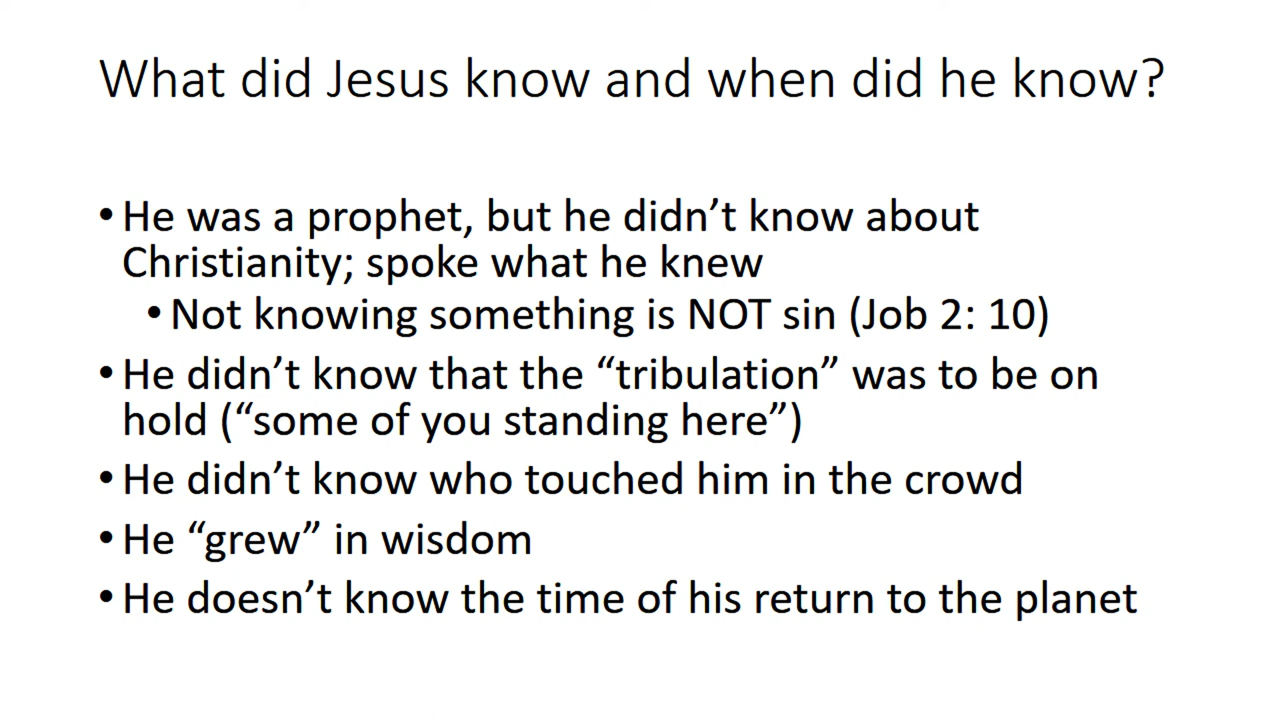 What did Jesus know and when did he know?
• He was a prophet, but he didn’t know about
Christianity; spoke what he knew
• Not knowing something is NOT sin (Job 2: 10)
• He didn’t know that the “tribulation” was to be on
hold (“some of you standing here”)
• He didn’t know who touched him in the crowd
• He “grew” in wisdom
• He doesn’t know the time of his return to the planet